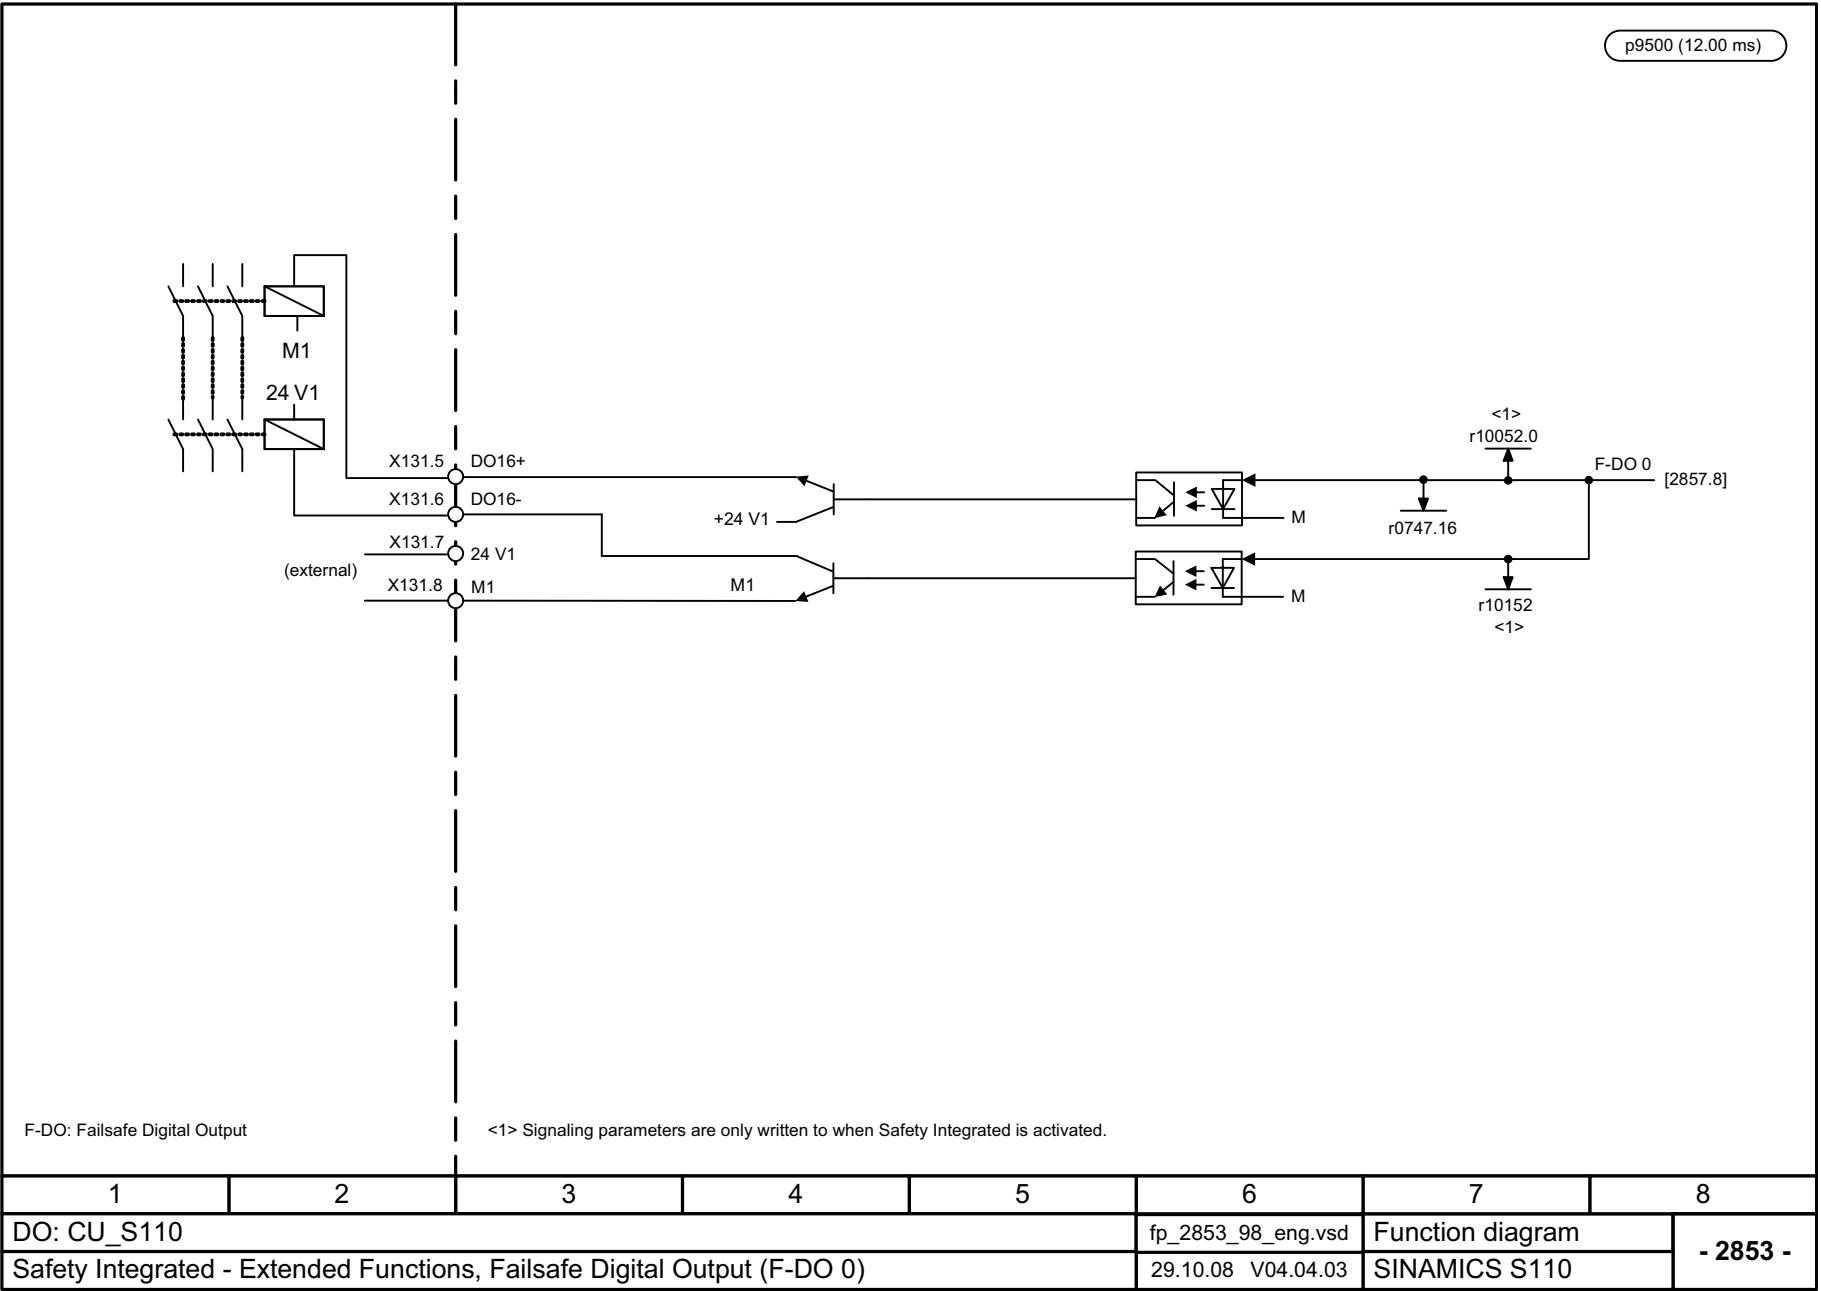 p9500 (12.00 ms)
M1
24 V1
<1>
r10052.0
X131.5
DO16+
F-DO 0
[2857.8]
X131.6
DO16-
+24 V1
M
r0747.16
X131.7
24 V1
(external)
X131.8
M1
M1
M
r10152
<1>
F-DO: Failsafe Digital Output
<1> Signaling parameters are only written to when Safety Integrated is activated.
1 2 3 4 5 6 7 8
DO: CU_S110
fp_2853_98_eng.vsd
Function diagram
- 2853 -
Safety Integrated - Extended Functions, Failsafe Digital Output (F-DO 0)
29.10.08 V04.04.03
SINAMICS S110